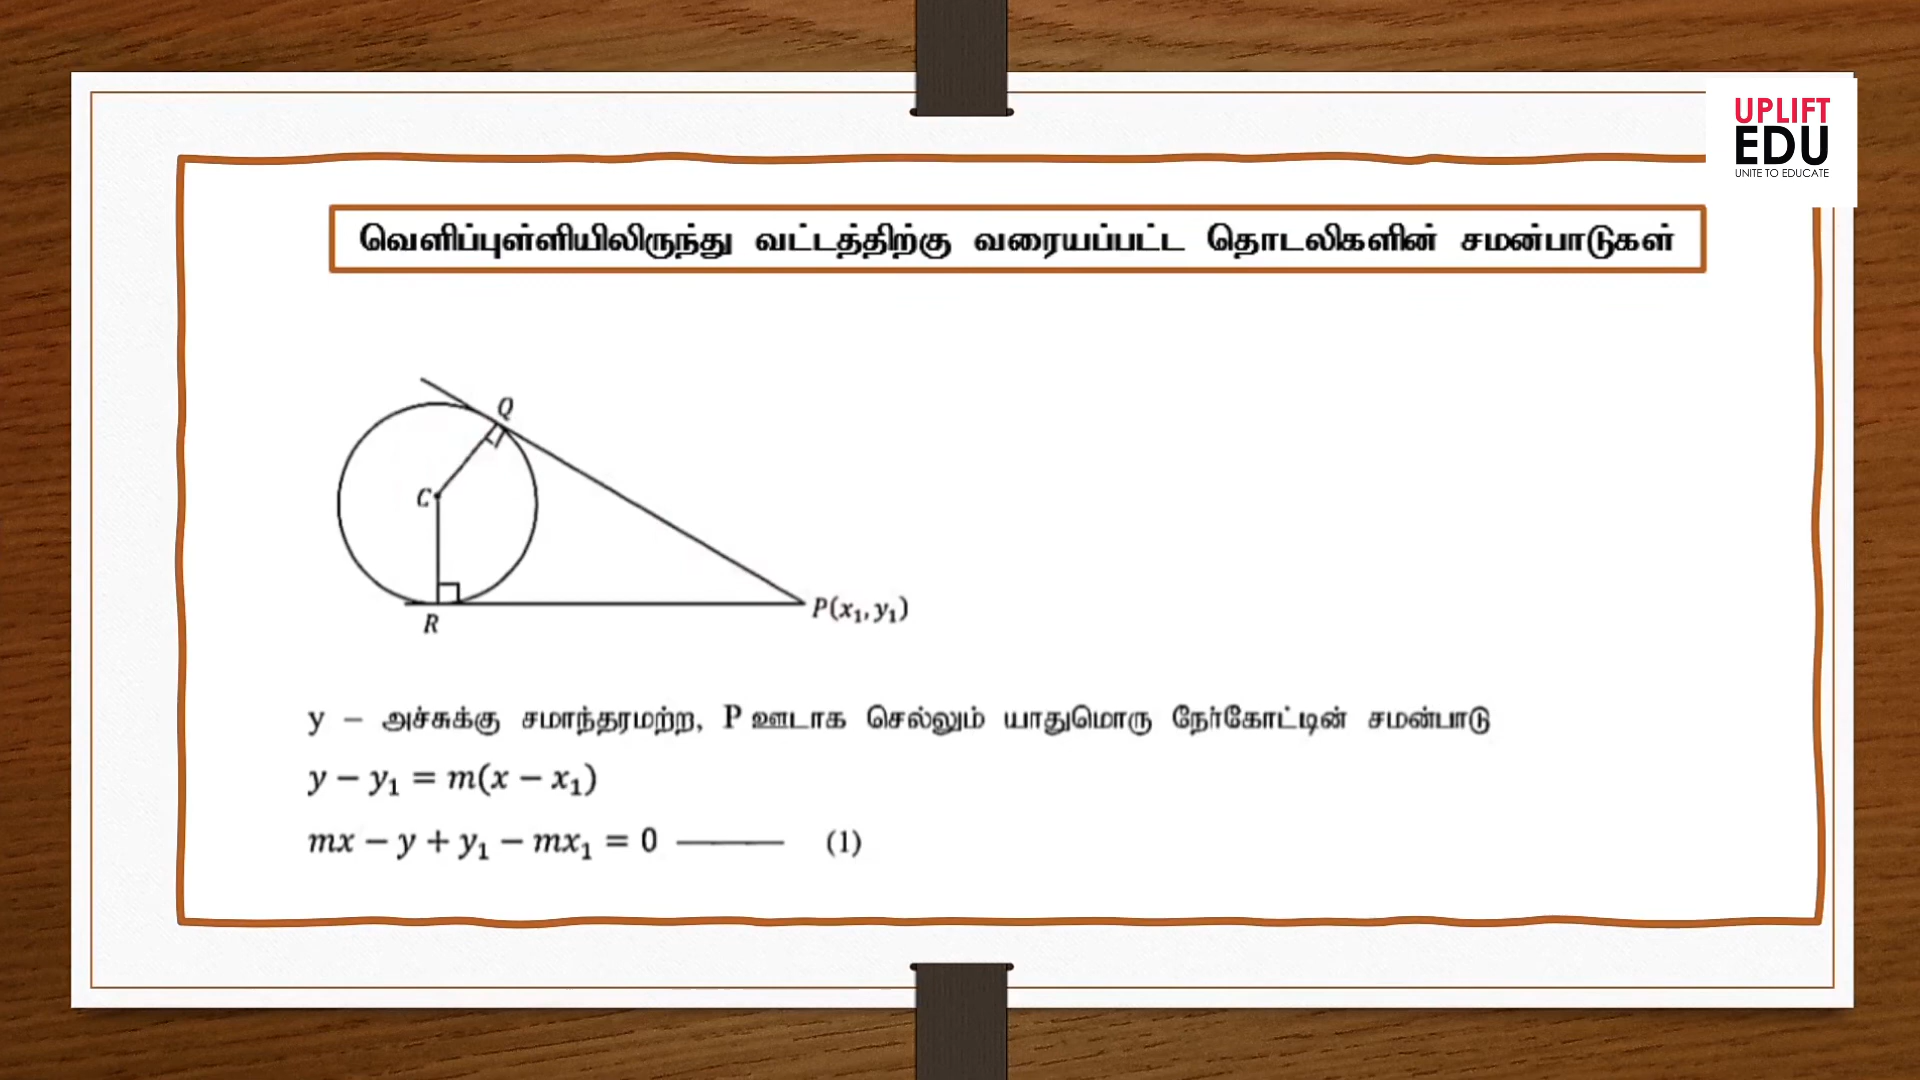 UPLIFT
EDU
UNITE TO EDUCATE
வெளிப்புள்ளியிலிருந்து வட்டத்திற்கு வரையப்பட்ட தொடலிகளின் சமன்பாடுகள்
Q
C
R
P(x₁, y₁)
y – அச்சுக்கு சமாந்தரமற்ற, P ஊடாக செல்லும் யாதுமொரு நேர்கோட்டின் சமன்பாடு
y − y₁ = m(x − x₁)
mx − y + y₁ − mx₁ = 0 ——— (1)